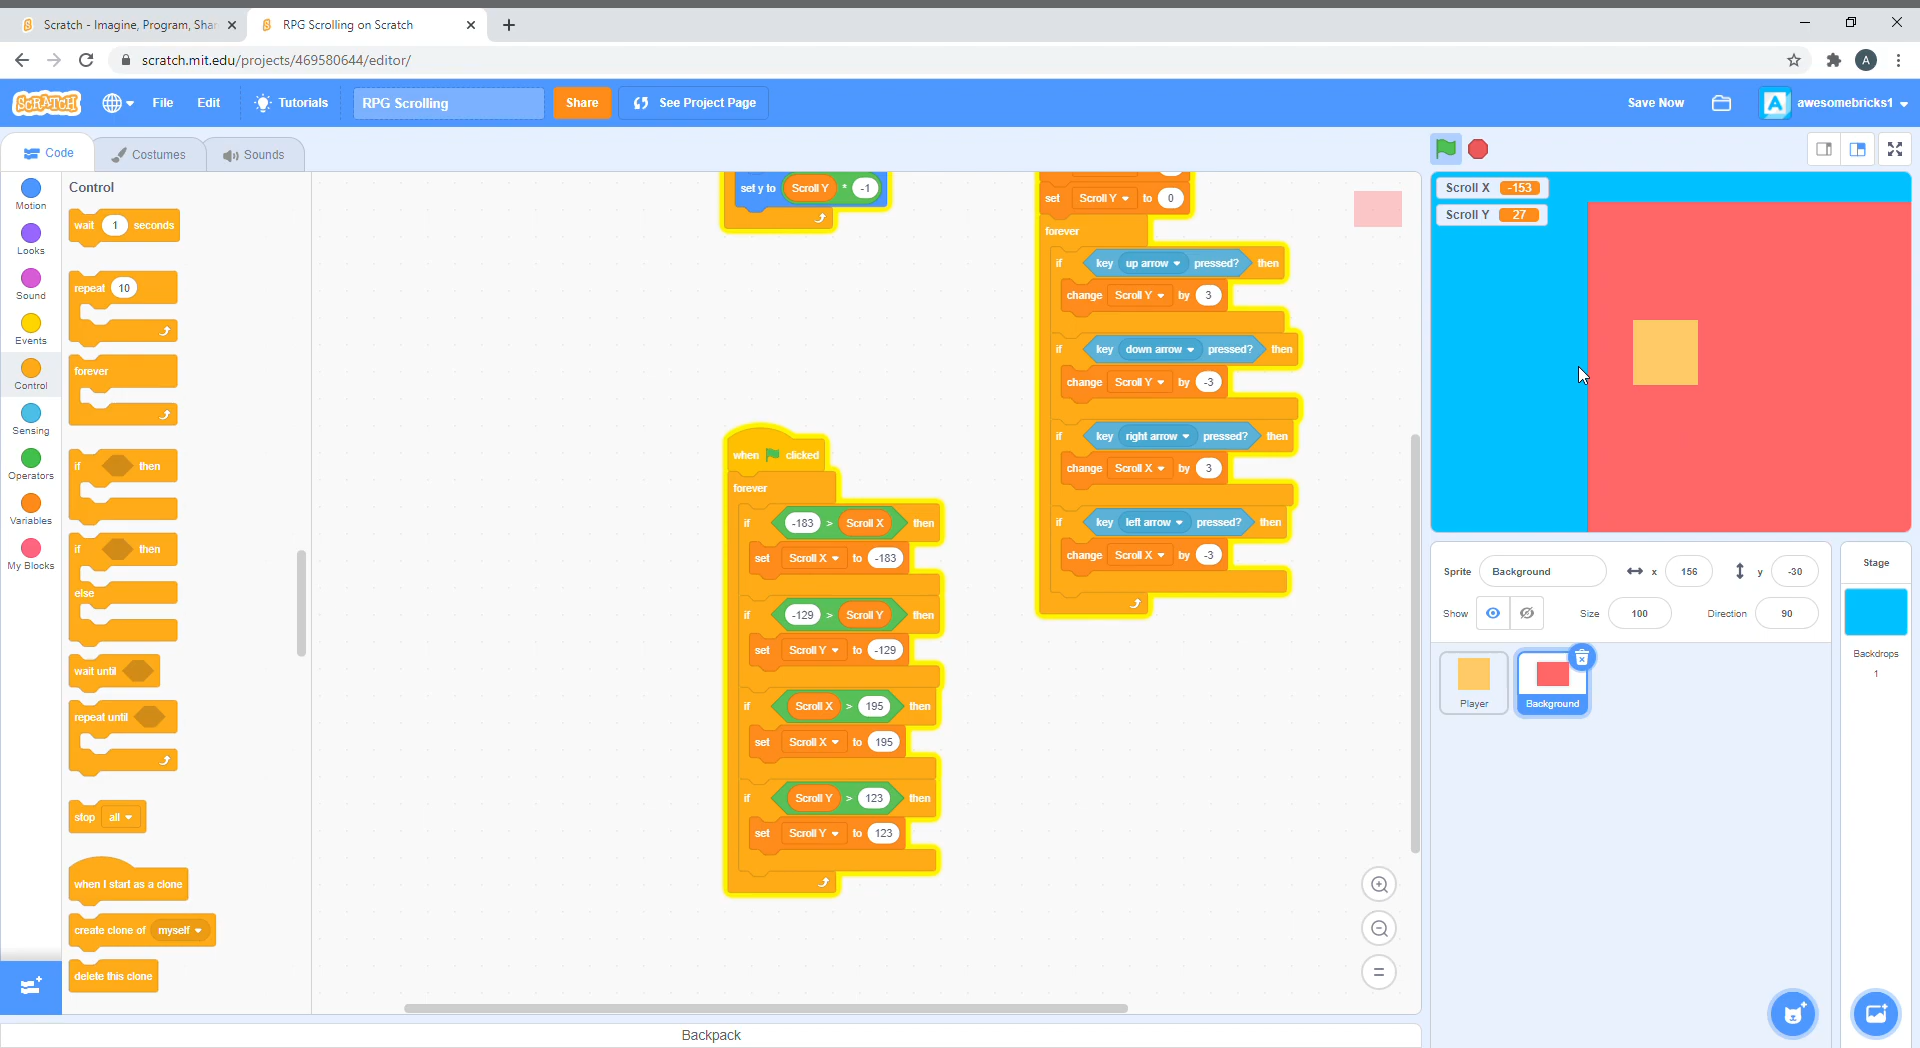 Scratch - Imagine, Program, Shar
RPG Scrolling on Scratch
scratch.mit.edu/projects/469580644/editor/
A
SCRATCH
File
Edit
Tutorials
RPG Scrolling
Share
See Project Page
Save Now
A
awesomebricks1
Code
Costumes
Sounds
Motion
Looks
Sound
Events
Control
Sensing
Operators
Variables
My Blocks
Control
wait 1 seconds
repeat 10
forever
if then
if then
else
wait until
repeat until
stop all
when I start as a clone
create clone of myself
delete this clone
set y to Scroll Y * -1
when clicked
forever
if -183 > Scroll X then
set Scroll X to -183
if -129 > Scroll Y then
set Scroll Y to -129
if Scroll X > 195 then
set Scroll X to 195
if Scroll Y > 123 then
set Scroll Y to 123
set Scroll Y to 0
forever
if key up arrow pressed? then
change Scroll Y by 3
if key down arrow pressed? then
change Scroll Y by -3
if key right arrow pressed? then
change Scroll X by 3
if key left arrow pressed? then
change Scroll X by -3
Backpack
Scroll X -153
Scroll Y 27
Sprite Background x 156 y -30
Show Size 100 Direction 90
Player
Background
Stage
Backdrops
1